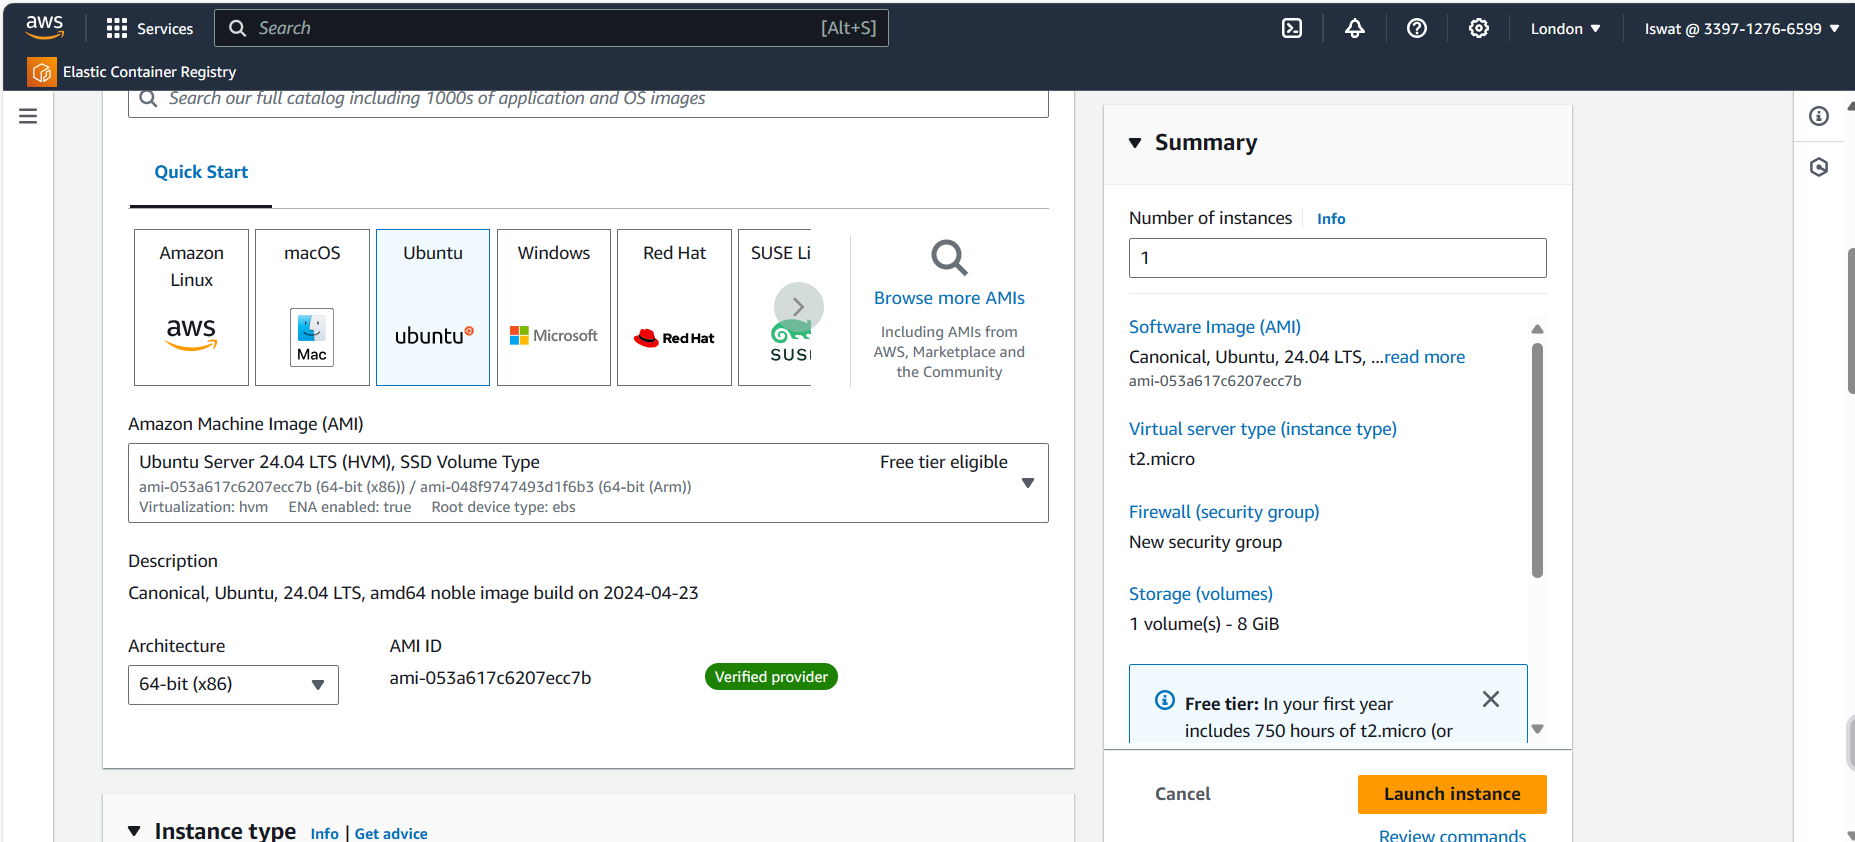 aws
Services
Search
[Alt+S]
London
Iswat @ 3397-1276-6599
Elastic Container Registry
Search our full catalog including 1000s of application and OS images
Quick Start
Amazon
Linux
aws
macOS
Mac
Ubuntu
ubuntu
Windows
Microsoft
Red Hat
Red Hat
SUSE Li
SUS
Browse more AMIs
Including AMIs from
AWS, Marketplace and
the Community
Amazon Machine Image (AMI)
Ubuntu Server 24.04 LTS (HVM), SSD Volume Type
Free tier eligible
ami-053a617c6207ecc7b (64-bit (x86)) / ami-048f9747493d1f6b3 (64-bit (Arm))
Virtualization: hvm ENA enabled: true Root device type: ebs
Description
Canonical, Ubuntu, 24.04 LTS, amd64 noble image build on 2024-04-23
Architecture
64-bit (x86)
AMI ID
ami-053a617c6207ecc7b
Verified provider
Instance type Info | Get advice
Summary
Number of instances Info
1
Software Image (AMI)
Canonical, Ubuntu, 24.04 LTS, ...read more
ami-053a617c6207ecc7b
Virtual server type (instance type)
t2.micro
Firewall (security group)
New security group
Storage (volumes)
1 volume(s) - 8 GiB
Free tier: In your first year
includes 750 hours of t2.micro (or
Cancel
Launch instance
Review commands